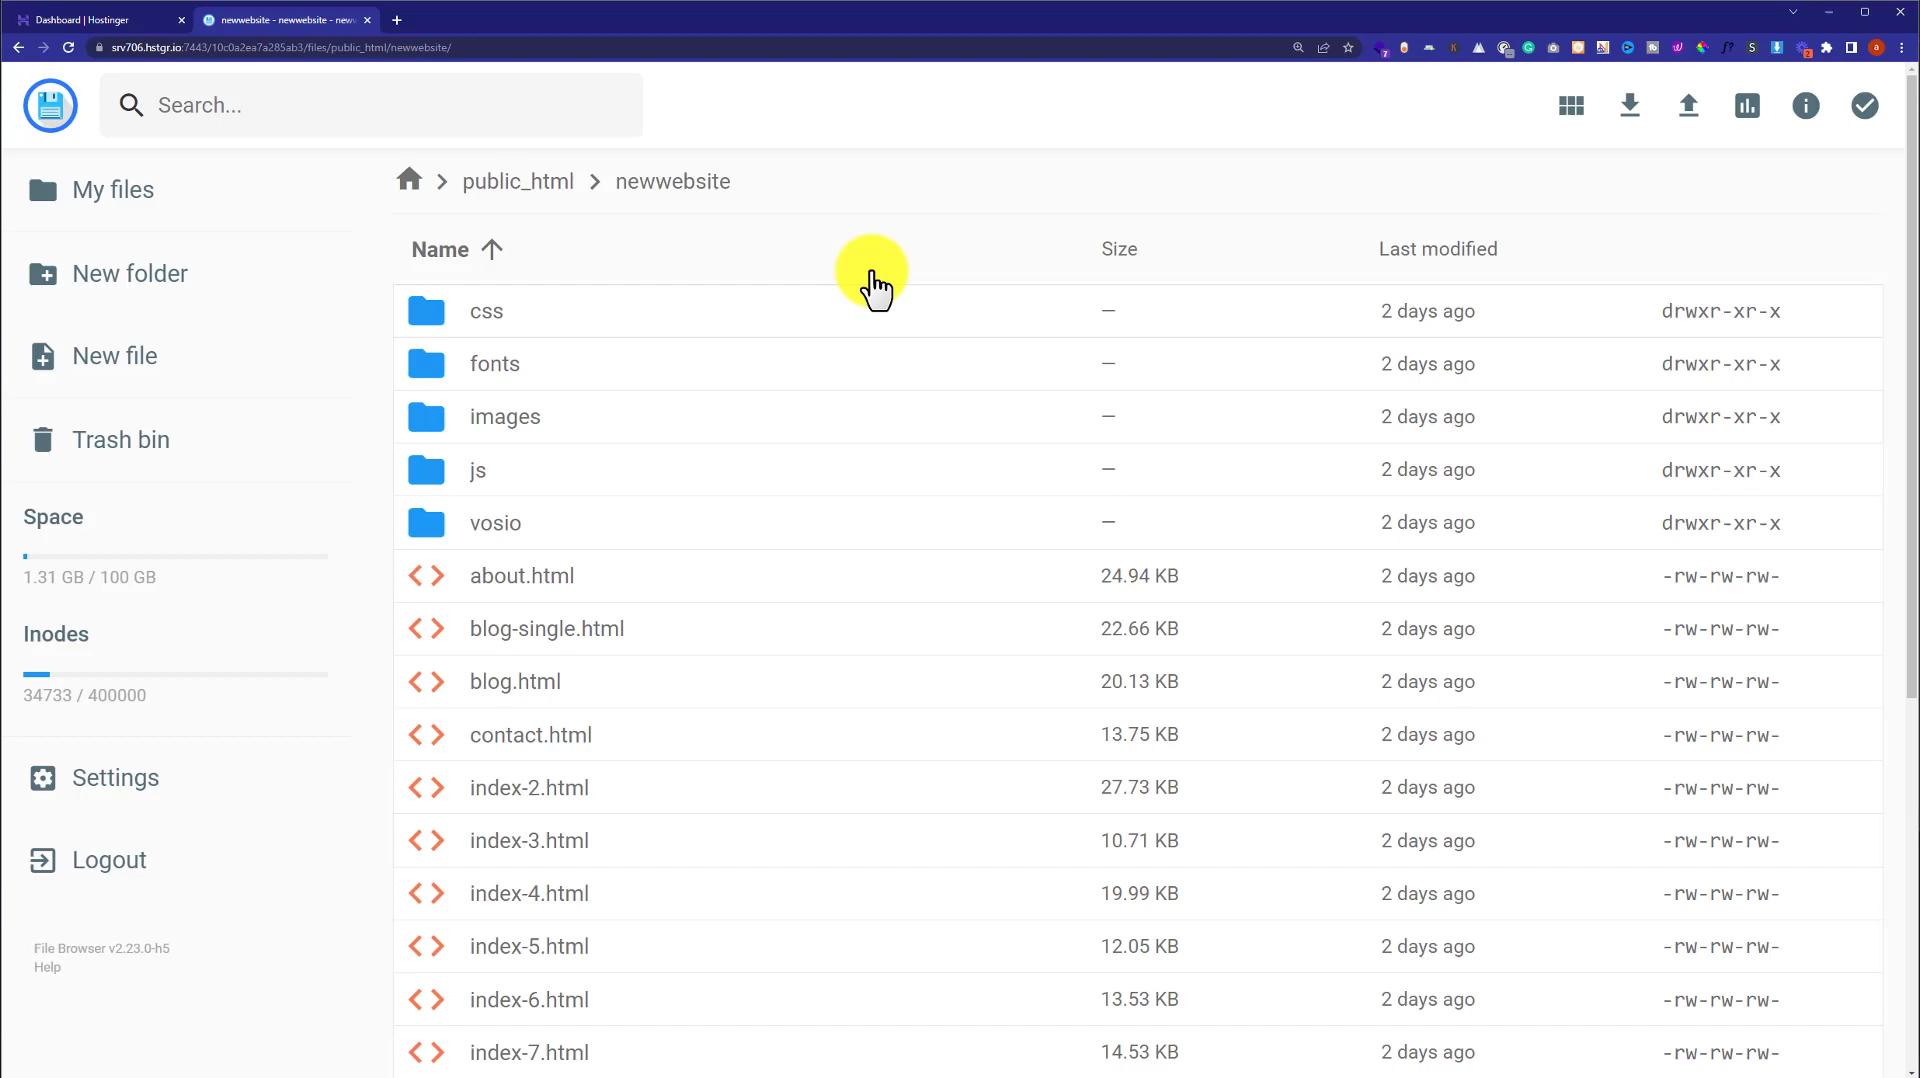 Dashboard | Hostinger
newwebsite - newwebsite - new
srv706.hstgr.io:7443/10c0a2ea7a285ab3/files/public_html/newwebsite/
Search...
My files
New folder
New file
Trash bin
Space
1.31 GB / 100 GB
Inodes
34733 / 400000
Settings
Logout
File Browser v2.23.0-h5
Help
public_html newwebsite
Name Size Last modified
css — 2 days ago drwxr-xr-x
fonts — 2 days ago drwxr-xr-x
images — 2 days ago drwxr-xr-x
js — 2 days ago drwxr-xr-x
vosio — 2 days ago drwxr-xr-x
about.html 24.94 KB 2 days ago -rw-rw-rw-
blog-single.html 22.66 KB 2 days ago -rw-rw-rw-
blog.html 20.13 KB 2 days ago -rw-rw-rw-
contact.html 13.75 KB 2 days ago -rw-rw-rw-
index-2.html 27.73 KB 2 days ago -rw-rw-rw-
index-3.html 10.71 KB 2 days ago -rw-rw-rw-
index-4.html 19.99 KB 2 days ago -rw-rw-rw-
index-5.html 12.05 KB 2 days ago -rw-rw-rw-
index-6.html 13.53 KB 2 days ago -rw-rw-rw-
index-7.html 14.53 KB 2 days ago -rw-rw-rw-